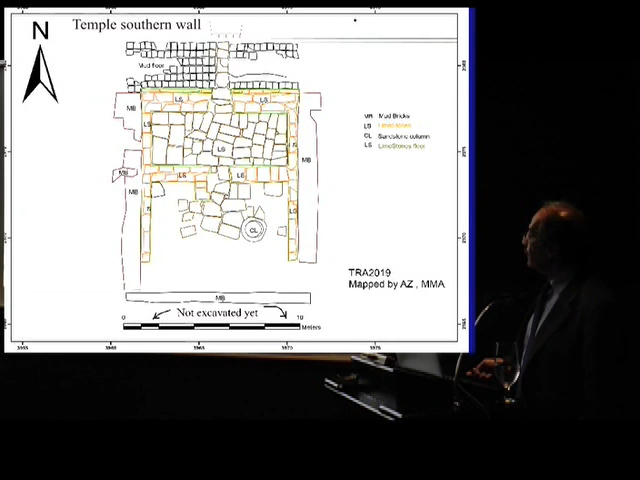 Temple southern wall
N
Mud floor
LS
LS
MB
LS
LS
MB
MB
LS
LS
MB
LS
CL
MB
MB Mud Bricks
LS Limestones
CL Sandstone column
LS LimeStones floor
TRA2019
Mapped by AZ , MMA
Not excavated yet
0
10
Meters